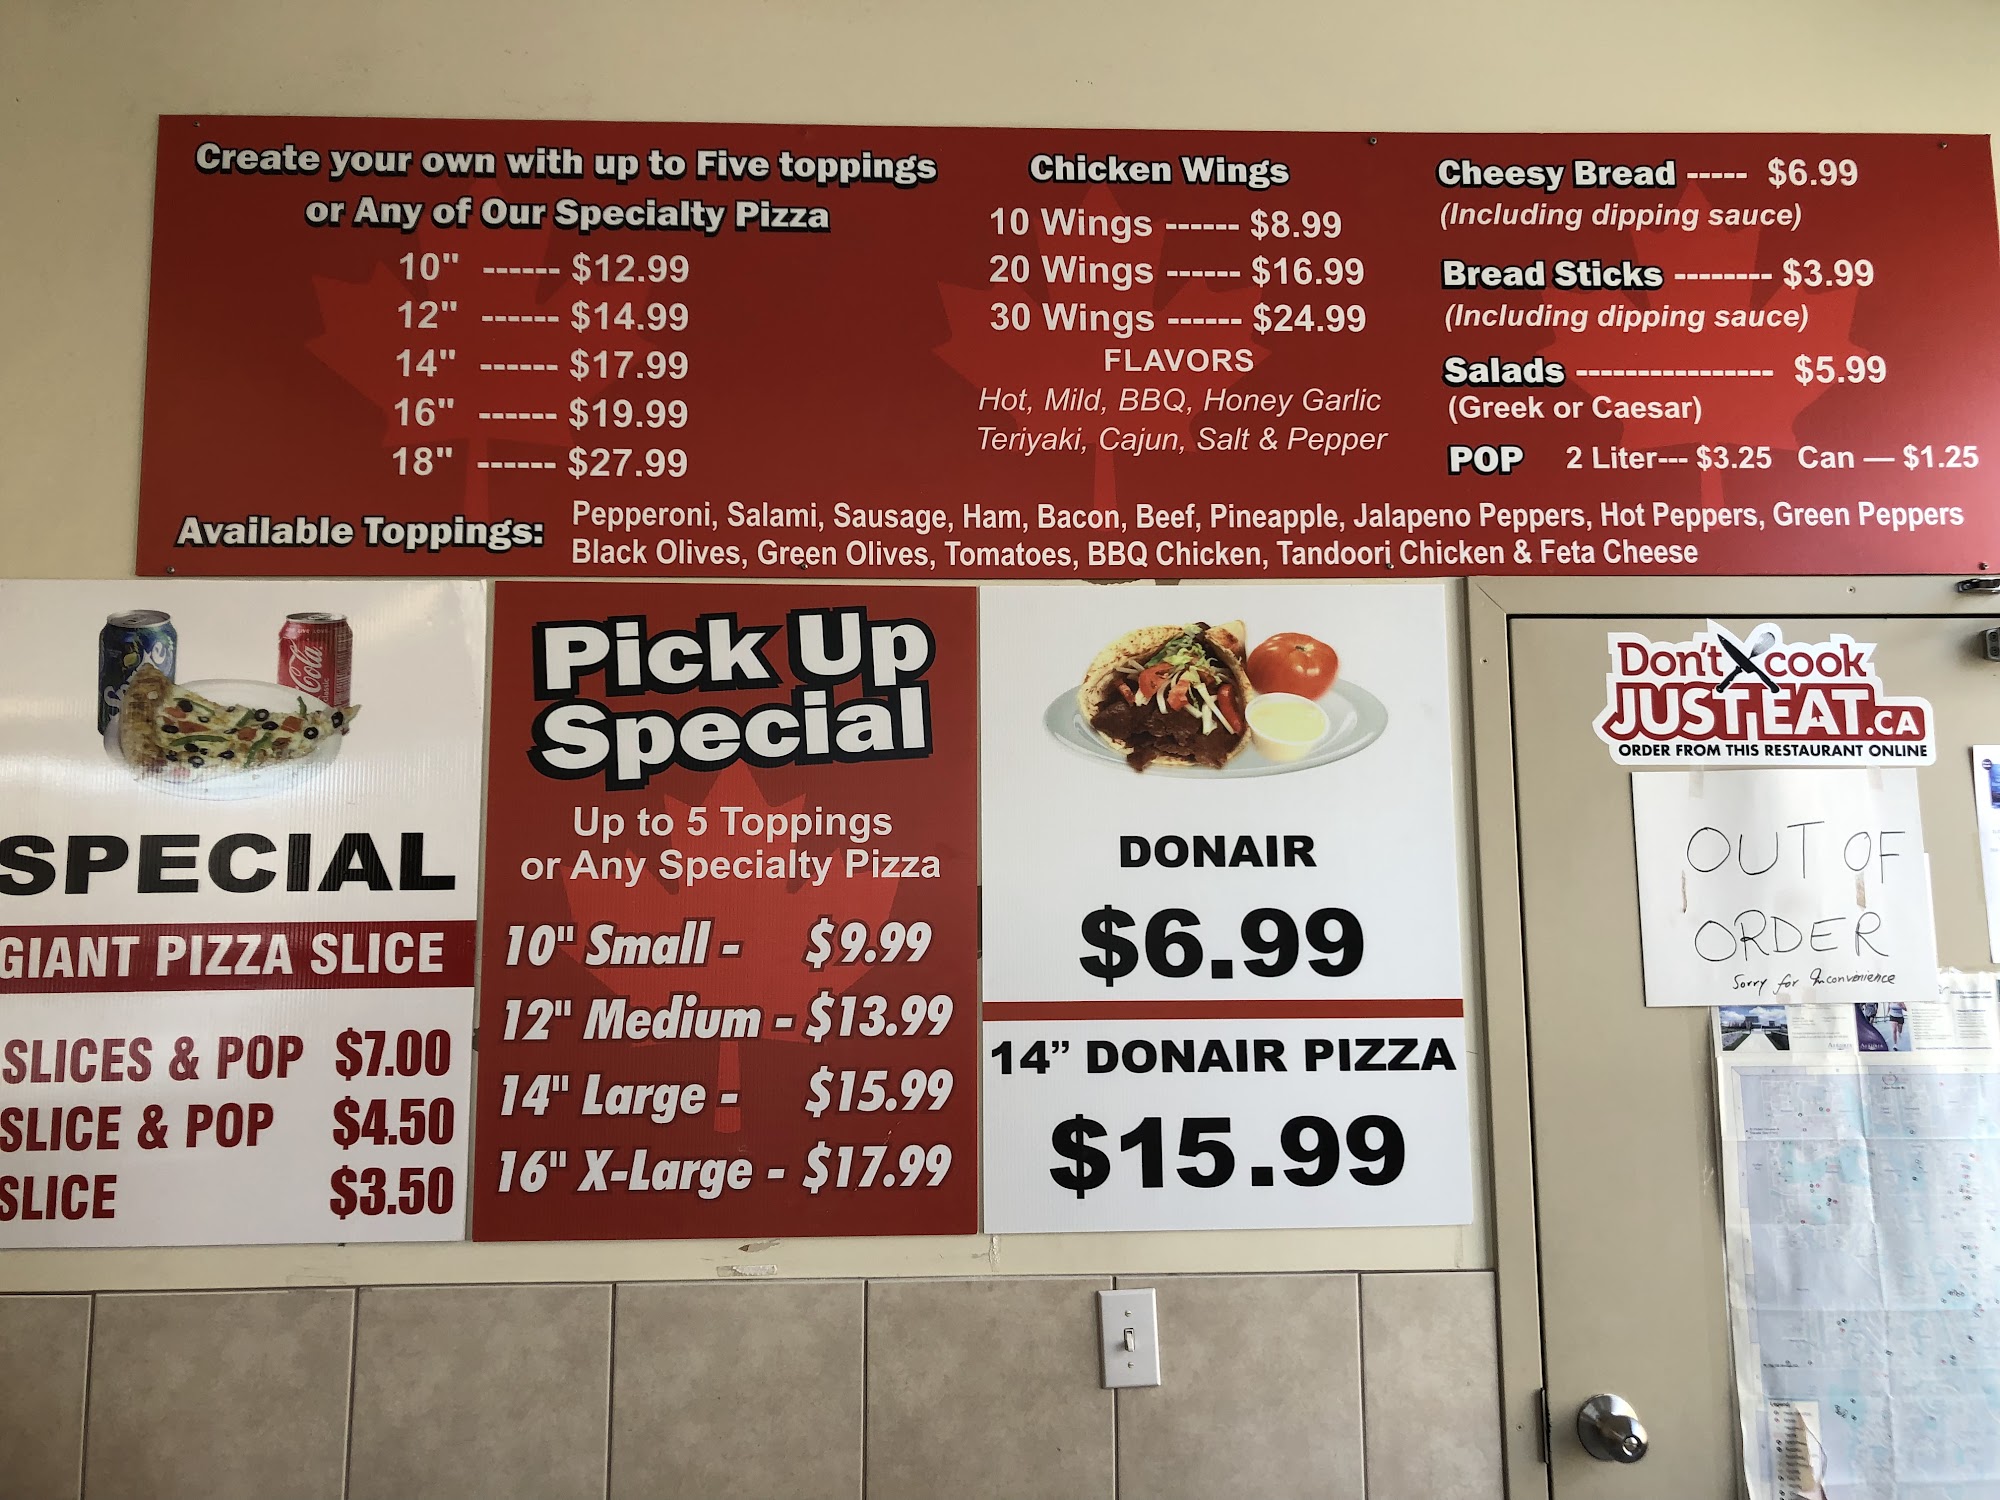 Create your own with up to Five toppings
or Any of Our Specialty Pizza
10" ------ $12.99
12" ------ $14.99
14" ------ $17.99
16" ------ $19.99
18" ------ $27.99
Chicken Wings
10 Wings ------ $8.99
20 Wings ------ $16.99
30 Wings ------ $24.99
FLAVORS
Hot, Mild, BBQ, Honey Garlic
Teriyaki, Cajun, Salt & Pepper
Cheesy Bread ----- $6.99
(Including dipping sauce)
Bread Sticks -------- $3.99
(Including dipping sauce)
Salads ---------------- $5.99
(Greek or Caesar)
POP 2 Liter--- $3.25 Can — $1.25
Available Toppings: Pepperoni, Salami, Sausage, Ham, Bacon, Beef, Pineapple, Jalapeno Peppers, Hot Peppers, Green Peppers
Black Olives, Green Olives, Tomatoes, BBQ Chicken, Tandoori Chicken & Feta Cheese
SPECIAL
GIANT PIZZA SLICE
SLICES & POP $7.00
SLICE & POP $4.50
SLICE $3.50
Pick Up
Special
Up to 5 Toppings
or Any Specialty Pizza
10" Small - $9.99
12" Medium - $13.99
14" Large - $15.99
16" X-Large - $17.99
DONAIR
$6.99
14” DONAIR PIZZA
$15.99
Don't cook
JUST EAT.CA
ORDER FROM THIS RESTAURANT ONLINE
OUT OF
ORDER
Sorry for Inconvenience